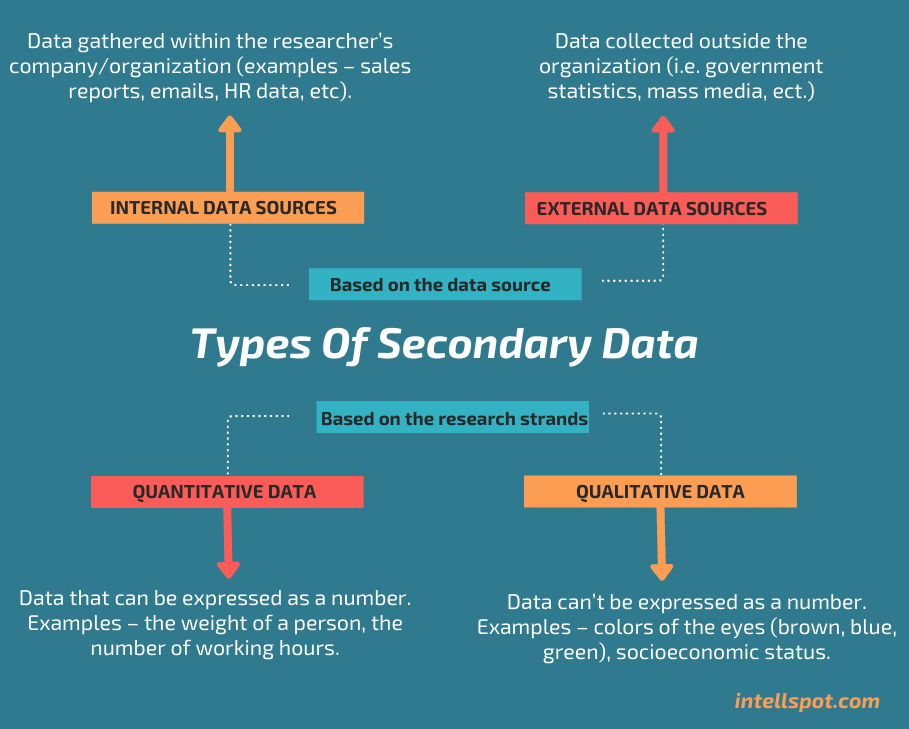 Data gathered within the researcher's
company/organization (examples – sales
reports, emails, HR data, etc).
Data collected outside the
organization (i.e. government
statistics, mass media, ect.)
INTERNAL DATA SOURCES
EXTERNAL DATA SOURCES
Based on the data source
Types Of Secondary Data
Based on the research strands
QUANTITATIVE DATA
QUALITATIVE DATA
Data that can be expressed as a number.
Examples – the weight of a person, the
number of working hours.
Data can't be expressed as a number.
Examples – colors of the eyes (brown, blue,
green), socioeconomic status.
intellspot.com